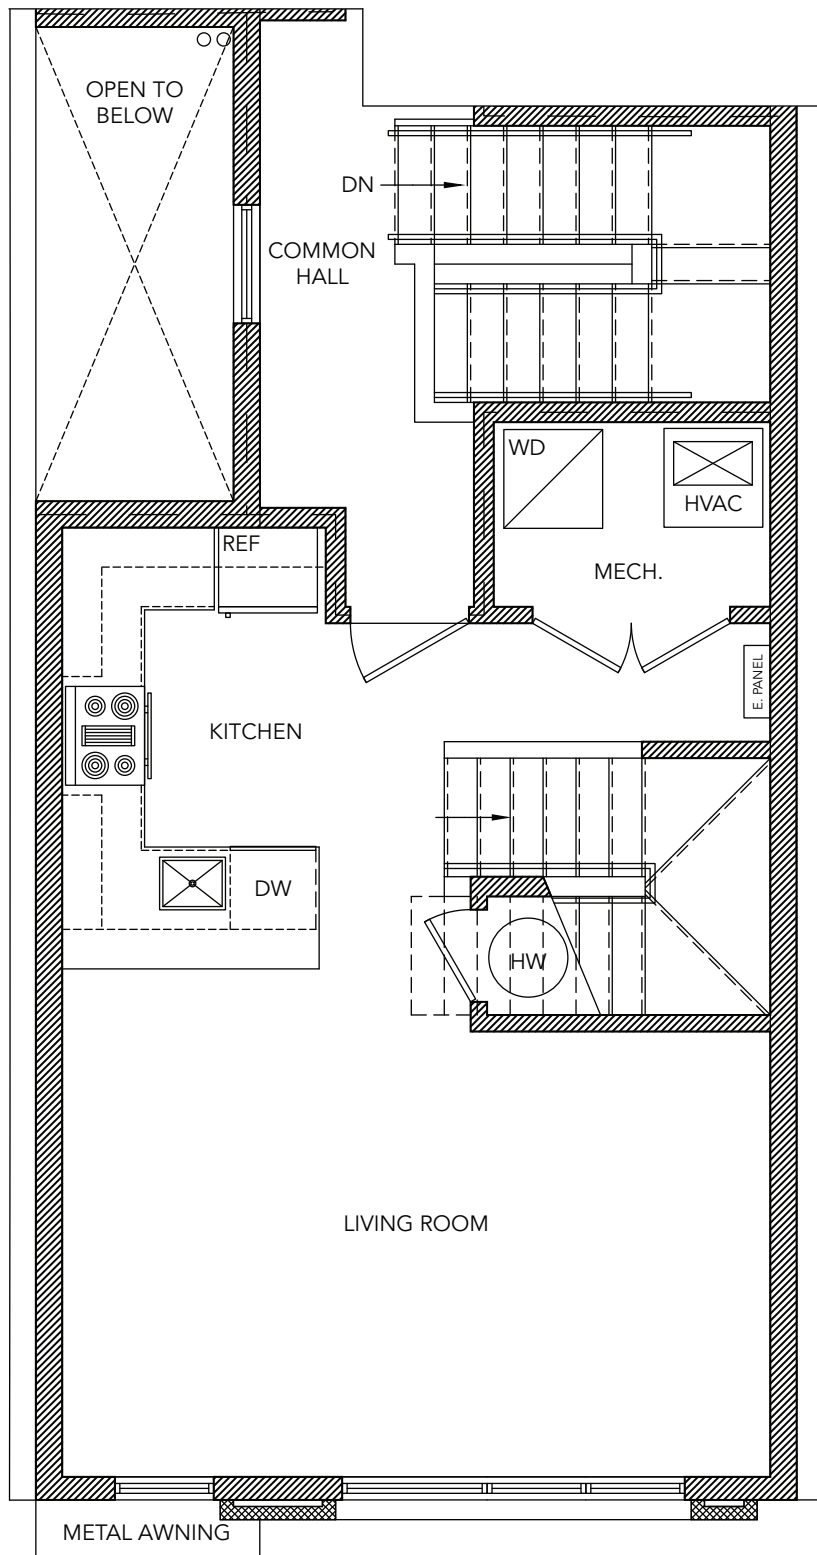 OPEN TO
BELOW
DN
COMMON
HALL
WD
HVAC
MECH.
REF
E. PANEL
KITCHEN
DW
HW
LIVING ROOM
METAL AWNING